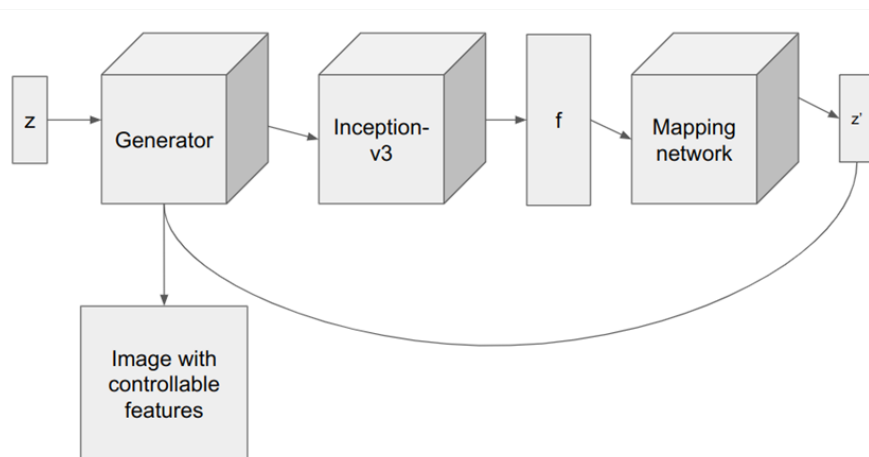 z
Generator
Inception-
v3
f
Mapping
network
z'
Image with
controllable
features